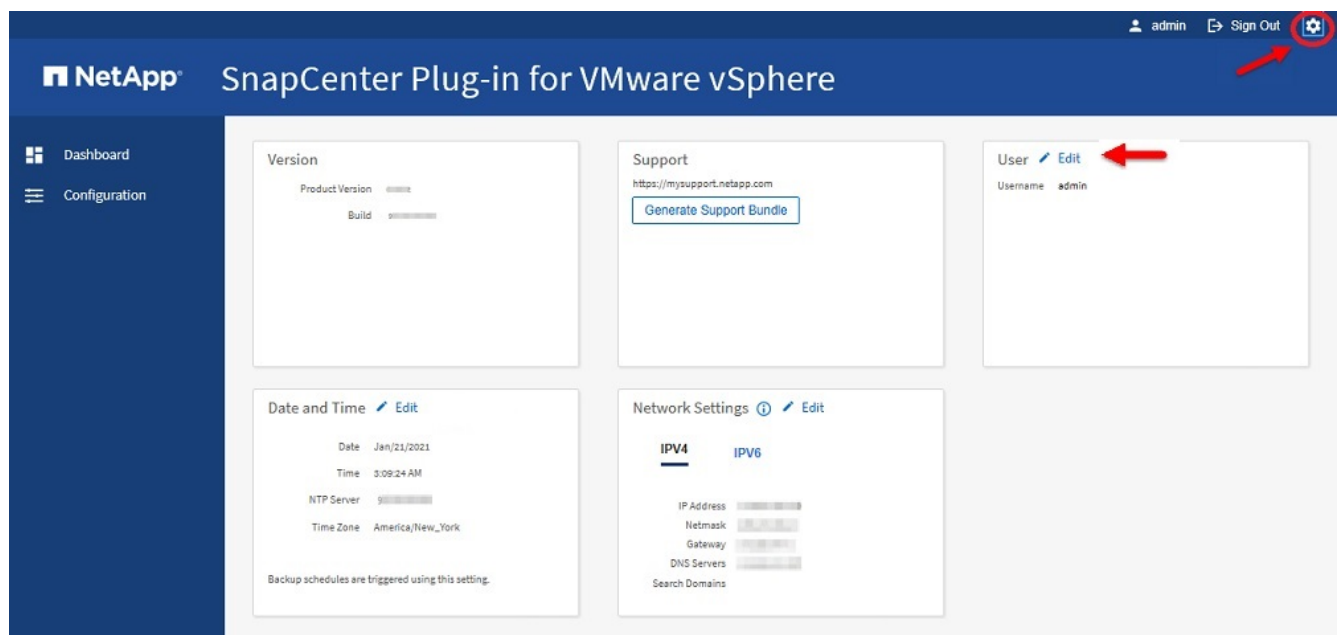 admin Sign Out
NetApp® SnapCenter Plug-in for VMware vSphere
Dashboard
Configuration
Version
Product Version
Build
Support
https://mysupport.netapp.com
Generate Support Bundle
User Edit
Username admin
Date and Time Edit
Date Jan/21/2021
Time 3:09:24 AM
NTP Server
Time Zone America/New_York
Backup schedules are triggered using this setting.
Network Settings Edit
IPV4 IPV6
IP Address
Netmask
Gateway
DNS Servers
Search Domains